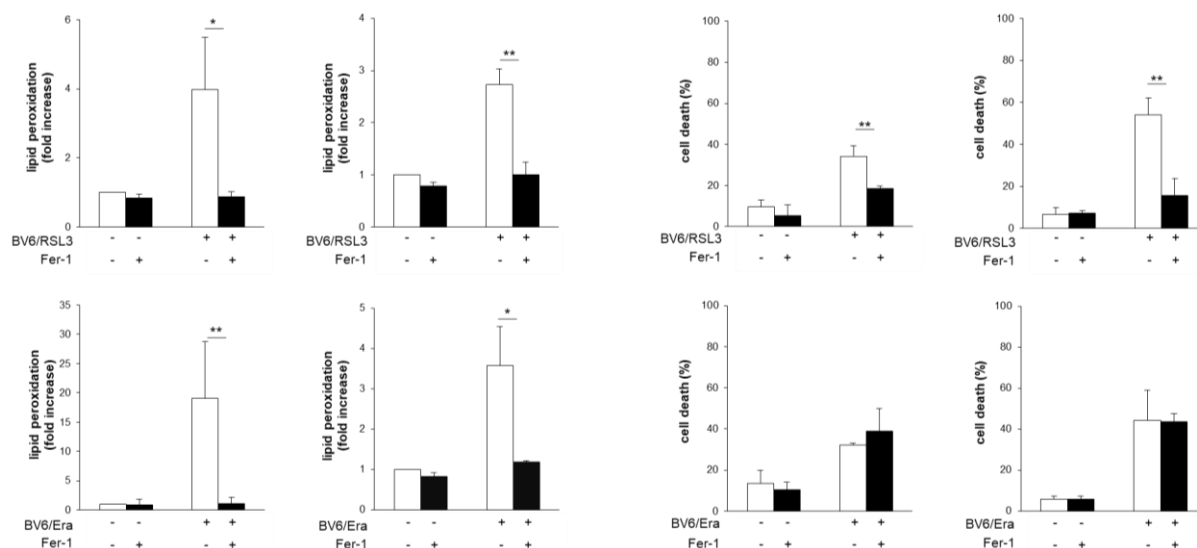 lipid peroxidation
(fold increase)
6
4
2
0
*
BV6/RSL3 - - + +
Fer-1 - + - +
lipid peroxidation
(fold increase)
4
3
2
1
0
**
BV6/RSL3 - - + +
Fer-1 - + - +
cell death (%)
100
80
60
40
20
0
**
BV6/RSL3 - - + +
Fer-1 - + - +
cell death (%)
100
80
60
40
20
0
**
BV6/RSL3 - - + +
Fer-1 - + - +
lipid peroxidation
(fold increase)
35
30
25
20
15
10
5
0
**
BV6/Era - - + +
Fer-1 - + - +
lipid peroxidation
(fold increase)
5
4
3
2
1
0
*
BV6/Era - - + +
Fer-1 - + - +
cell death (%)
100
80
60
40
20
0
BV6/Era - - + +
Fer-1 - + - +
cell death (%)
100
80
60
40
20
0
BV6/Era - - + +
Fer-1 - + - +